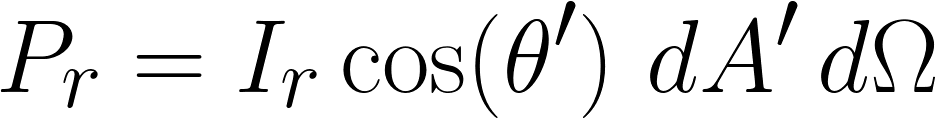 P_r = I_r cos(θ′) dA′ dΩ